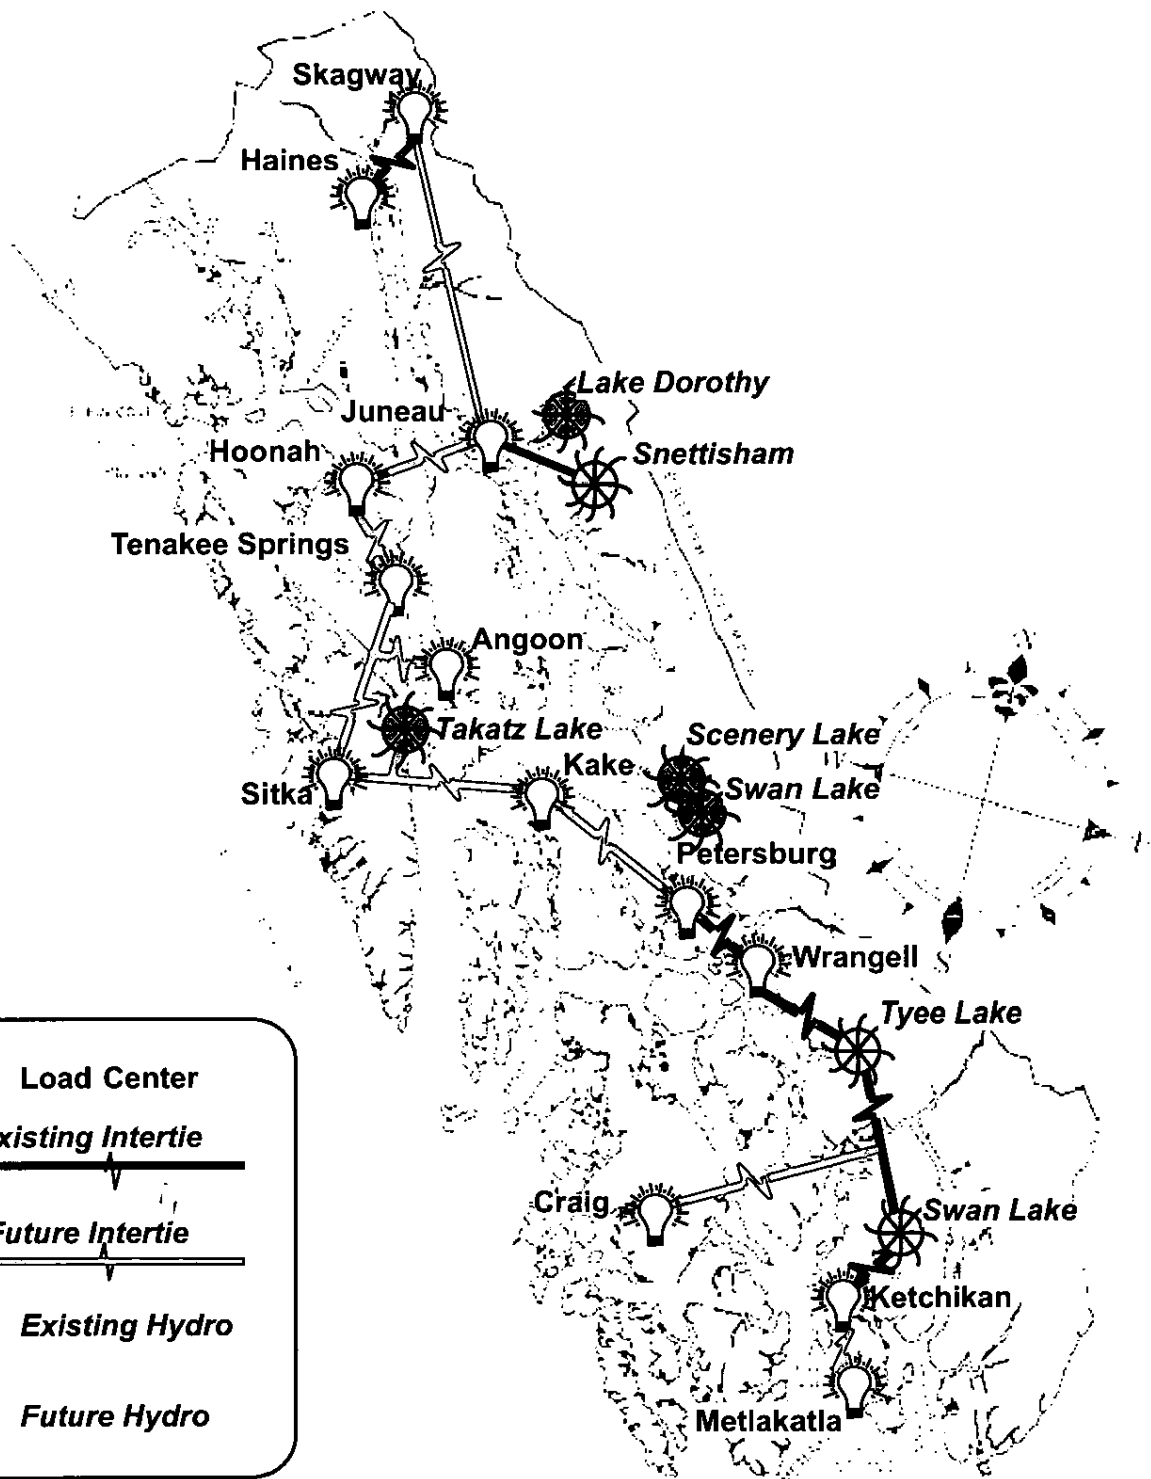 Skagway
Haines
Lake Dorothy
Juneau
Hoonah
Snettisham
Tenakee Springs
Angoon
Takatz Lake
Scenery Lake
Kake
Swan Lake
Sitka
Petersburg
Wrangell
Tyee Lake
Craig
Swan Lake
Ketchikan
Metlakatla
Load Center
xisting Intertie
Future Intertie
Existing Hydro
Future Hydro
S